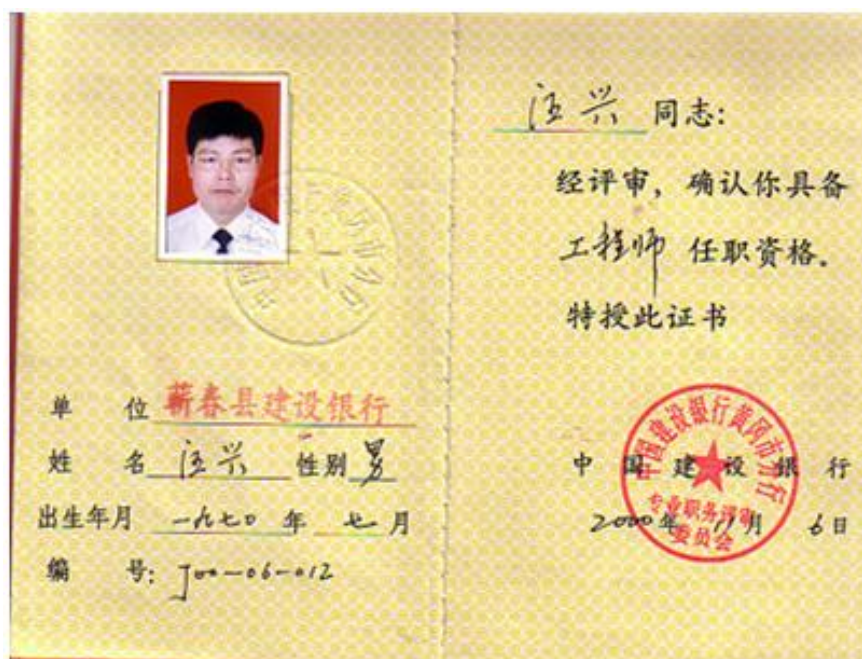 单 位 蕲春县建设银行
姓 名 汪兴 性别 男
出生年月 一九七〇 年 七 月
编 号: J00-06-012
汪兴 同志:
经评审, 确认你具备
工程师 任职资格.
特授此证书
中国建设银行
2000年 11月 6日
中国建设银行黄冈市分行
专业职务评审
委员会